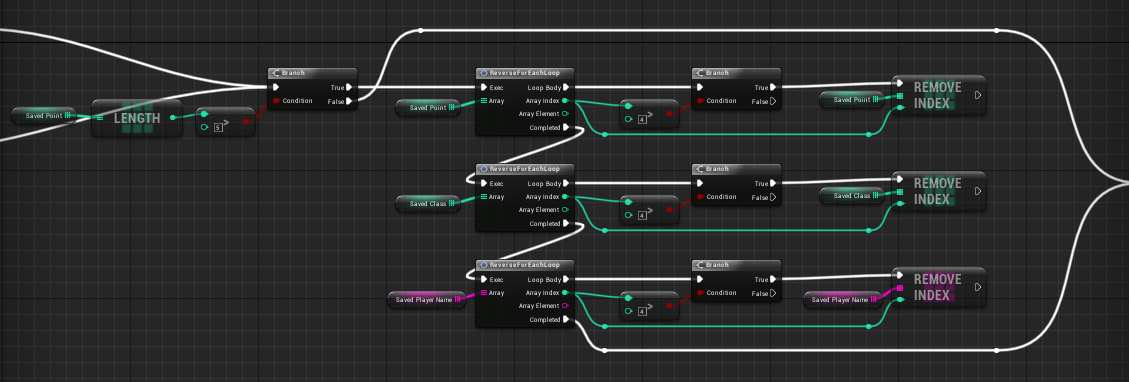 Branch
True
Condition
False
Saved Point
LENGTH
5
>
ReverseForEachLoop
Exec
Loop Body
Array
Array Index
Array Element
Completed
Saved Point
4
>
Branch
True
Condition
False
Saved Point
REMOVE
INDEX
ReverseForEachLoop
Exec
Loop Body
Array
Array Index
Array Element
Completed
Saved Class
4
>
Branch
True
Condition
False
Saved Class
REMOVE
INDEX
ReverseForEachLoop
Exec
Loop Body
Array
Array Index
Array Element
Completed
Saved Player Name
4
>
Branch
True
Condition
False
Saved Player Name
REMOVE
INDEX